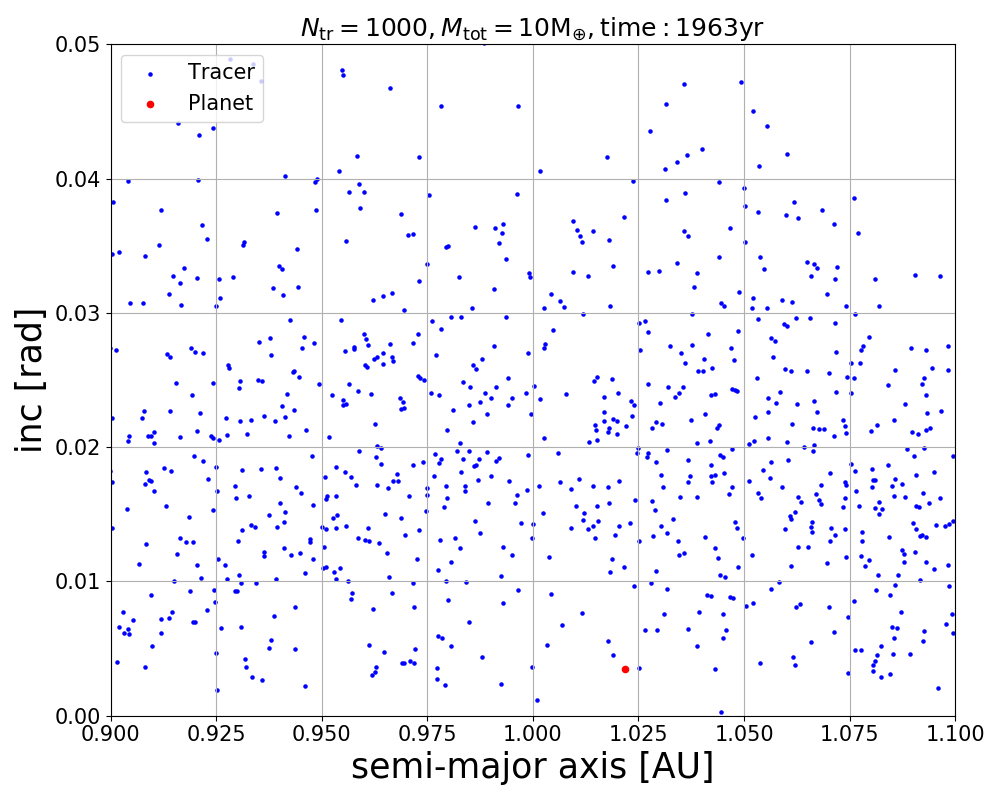 N_tr = 1000, M_tot = 10M_⊕, time : 1963yr
0.05
Tracer
Planet
0.04
0.03
inc [rad]
0.02
0.01
0.00
0.900 0.925 0.950 0.975 1.000 1.025 1.050 1.075 1.100
semi-major axis [AU]